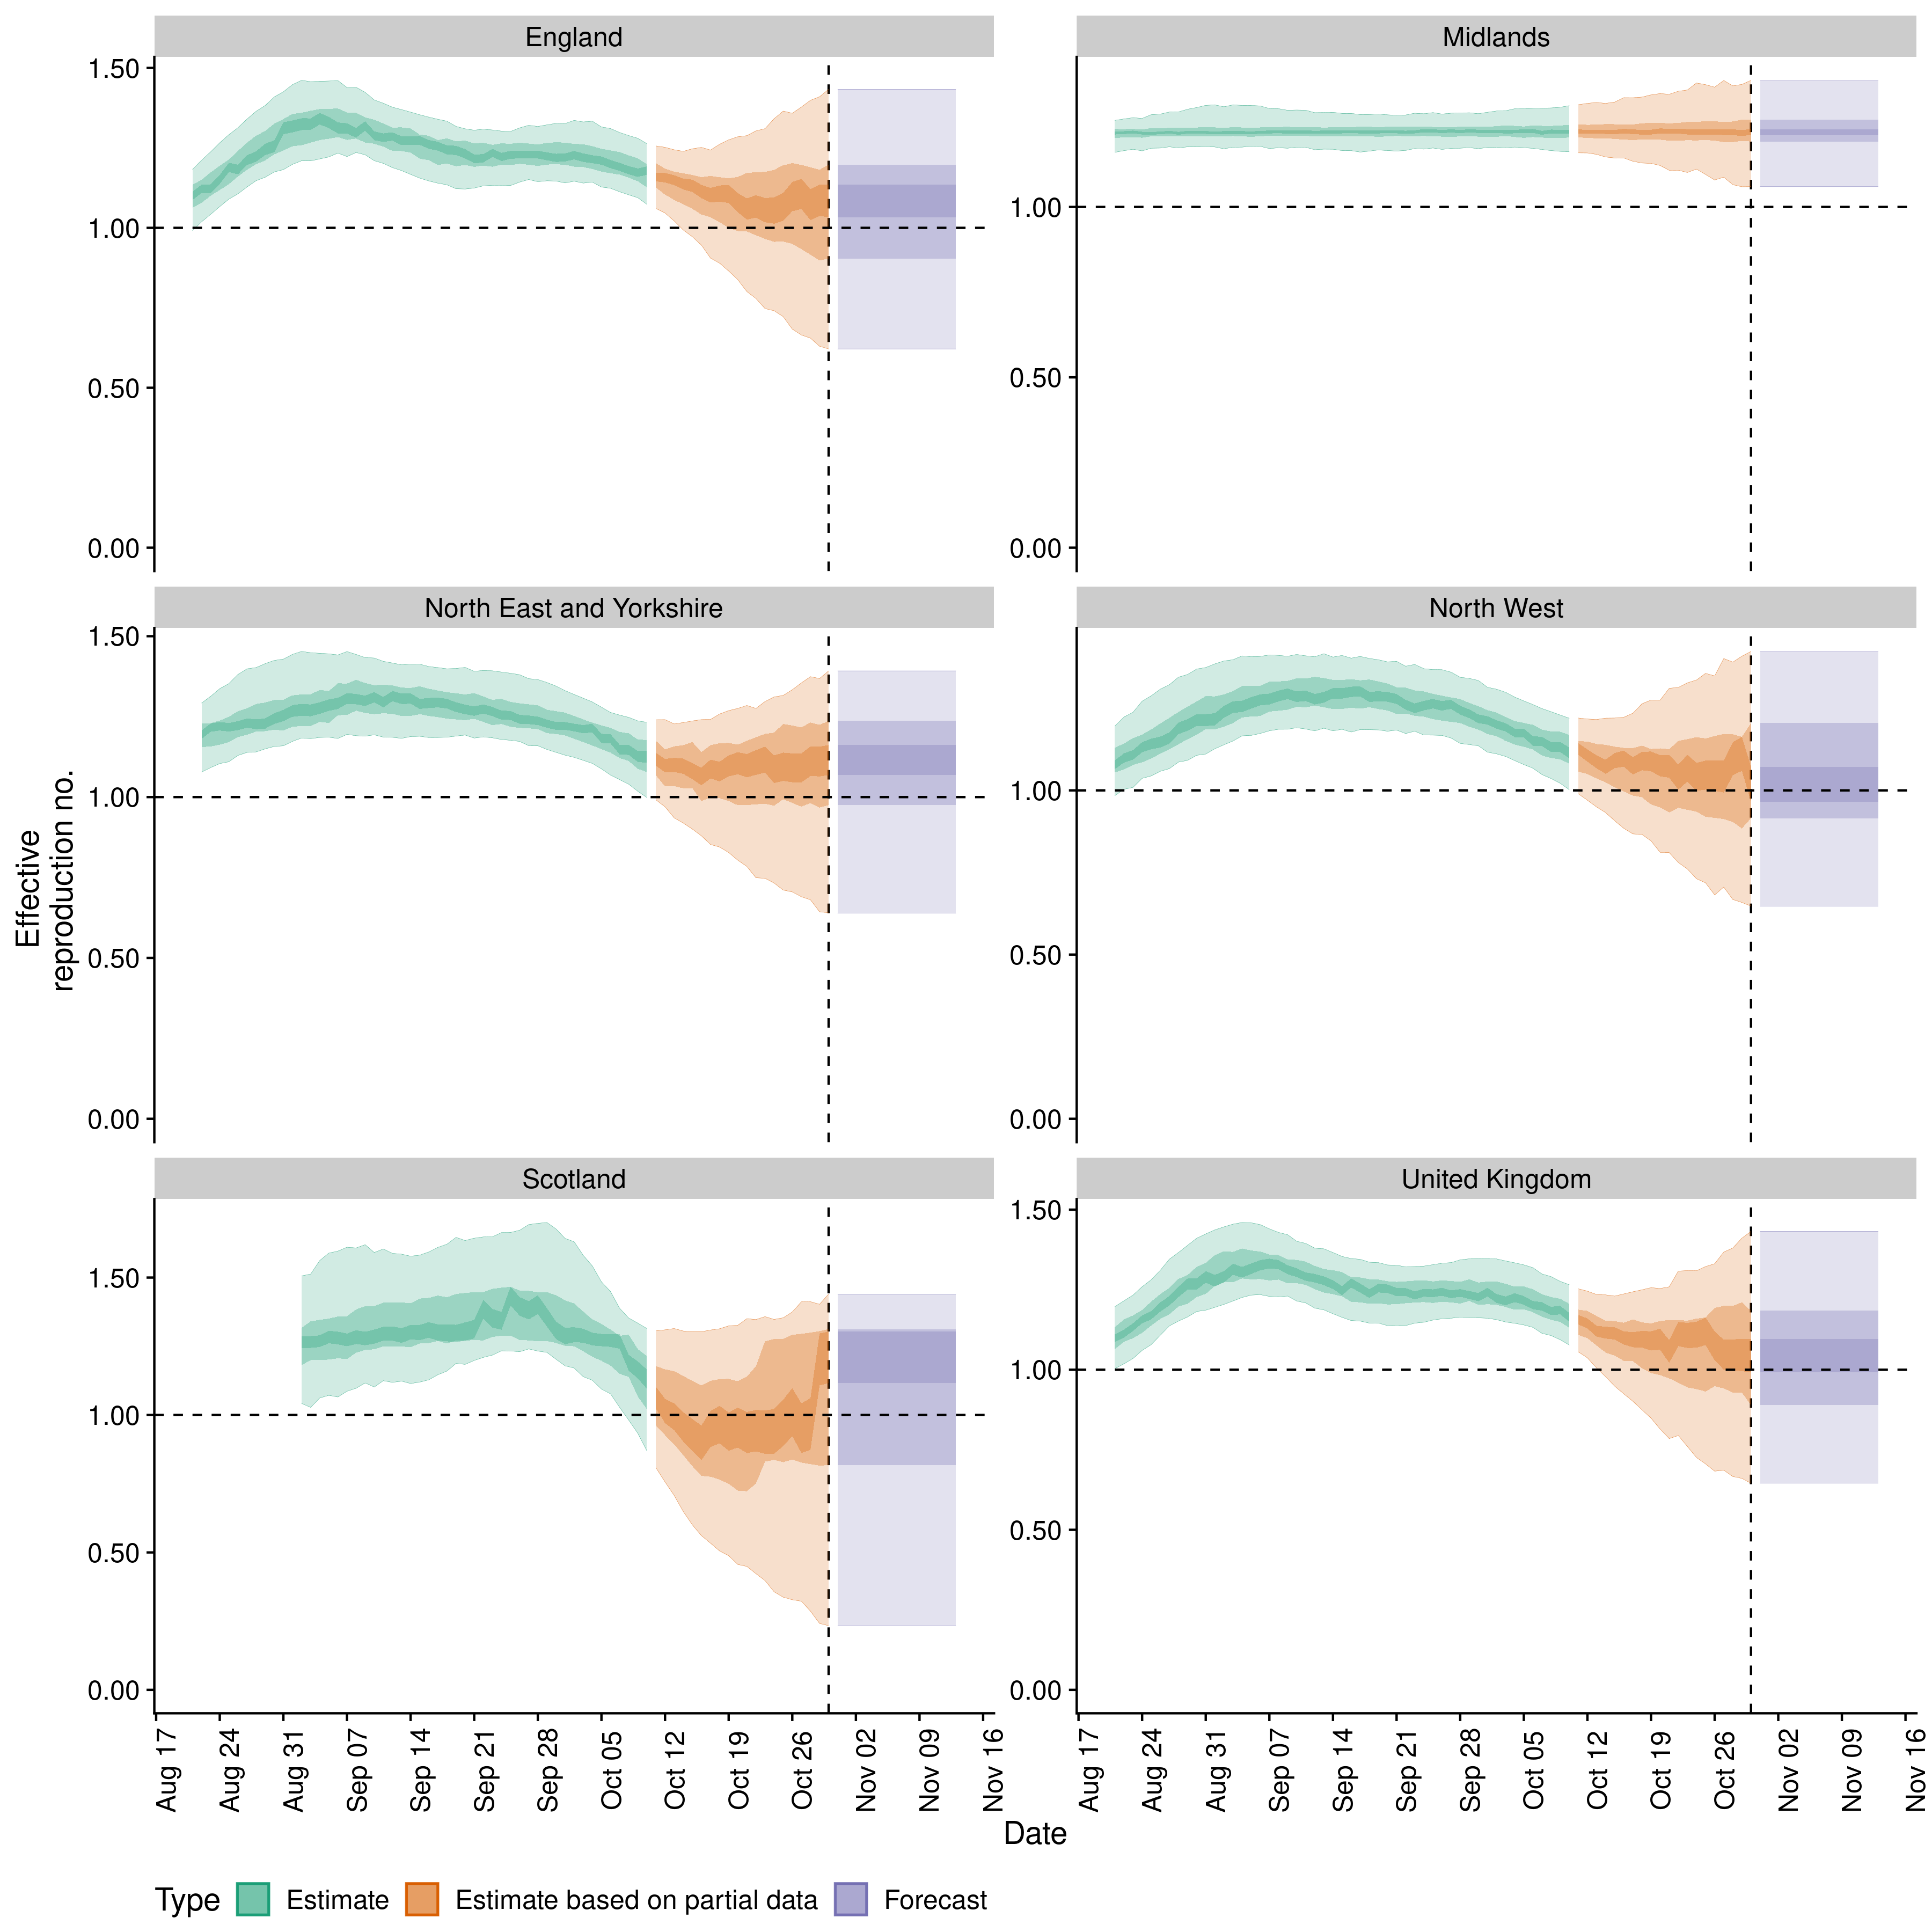 England
Midlands
1.50
1.00
0.50
0.00
1.00
0.50
0.00
North East and Yorkshire
North West
1.50
1.00
0.50
0.00
1.00
0.50
0.00
Effective
reproduction no.
Scotland
United Kingdom
1.50
1.00
0.50
0.00
1.50
1.00
0.50
0.00
Aug 17
Aug 24
Aug 31
Sep 07
Sep 14
Sep 21
Sep 28
Oct 05
Oct 12
Oct 19
Oct 26
Nov 02
Nov 09
Nov 16
Aug 17
Aug 24
Aug 31
Sep 07
Sep 14
Sep 21
Sep 28
Oct 05
Oct 12
Oct 19
Oct 26
Nov 02
Nov 09
Nov 16
Date
Type Estimate Estimate based on partial data Forecast